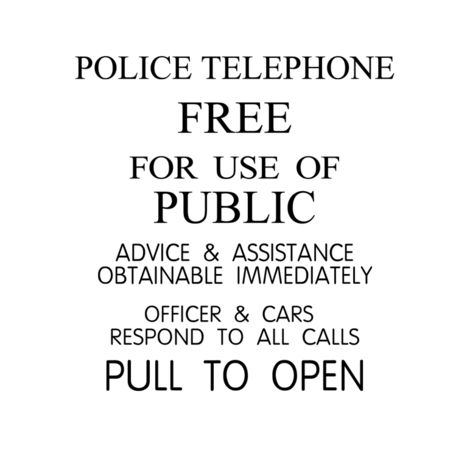 POLICE TELEPHONE
FREE
FOR USE OF
PUBLIC
ADVICE & ASSISTANCE
OBTAINABLE IMMEDIATELY
OFFICER & CARS
RESPOND TO ALL CALLS
PULL TO OPEN